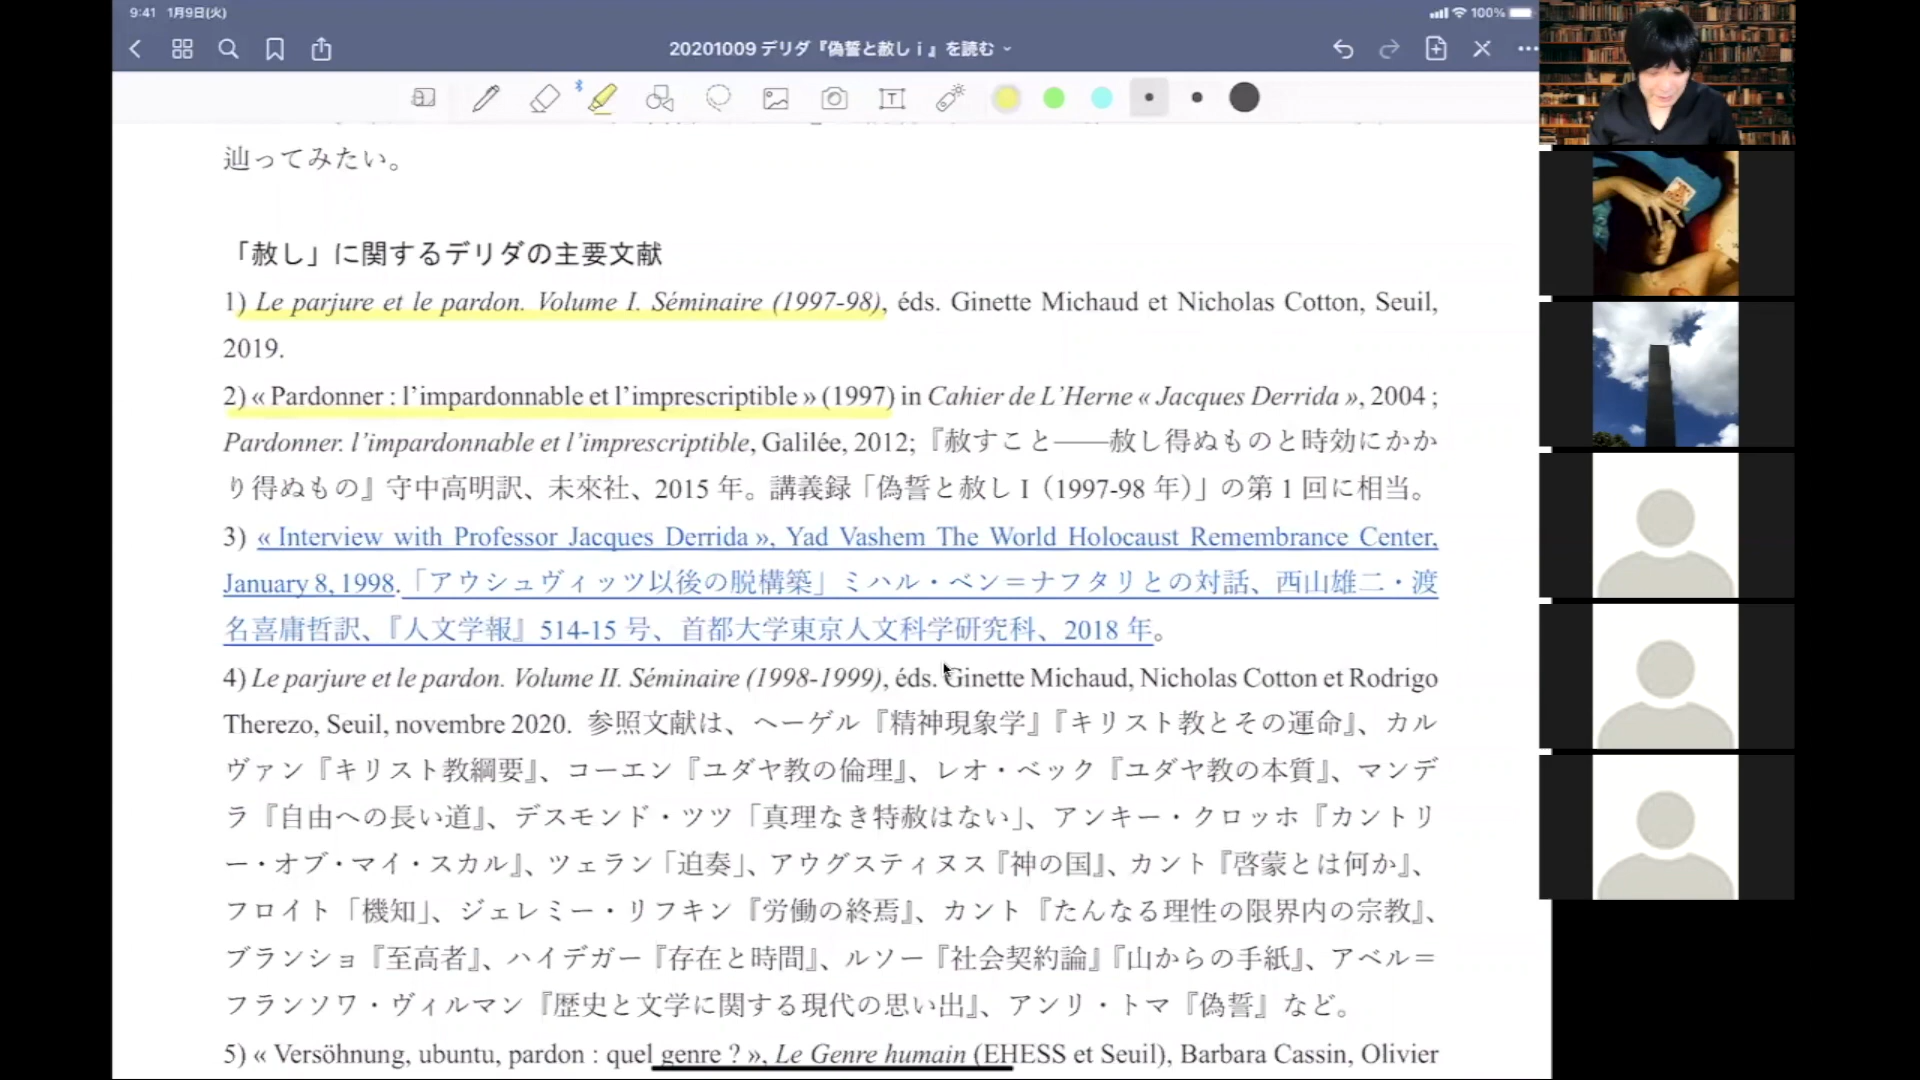 9:41 1月9日(火)
100%
20201009 デリダ『偽誓と赦しⅰ』を読む
辿ってみたい。
「赦し」に関するデリダの主要文献
1) Le parjure et le pardon. Volume I. Séminaire (1997-98), éds. Ginette Michaud et Nicholas Cotton, Seuil,
2019.
2) « Pardonner : l’impardonnable et l’imprescriptible » (1997) in Cahier de L’Herne « Jacques Derrida », 2004 ;
Pardonner. l’impardonnable et l’imprescriptible, Galilée, 2012;『赦すこと――赦し得ぬものと時効にかか
り得ぬもの』守中高明訳、未來社、2015 年。講義録「偽誓と赦し I（1997-98 年）」の第 1 回に相当。
3) « Interview with Professor Jacques Derrida », Yad Vashem The World Holocaust Remembrance Center,
January 8, 1998.「アウシュヴィッツ以後の脱構築」ミハル・ベン＝ナフタリとの対話、西山雄二・渡
名喜庸哲訳、『人文学報』514-15 号、首都大学東京人文科学研究科、2018 年。
4) Le parjure et le pardon. Volume II. Séminaire (1998-1999), éds. Ginette Michaud, Nicholas Cotton et Rodrigo
Therezo, Seuil, novembre 2020. 参照文献は、ヘーゲル『精神現象学』『キリスト教とその運命』、カル
ヴァン『キリスト教綱要』、コーエン『ユダヤ教の倫理』、レオ・ベック『ユダヤ教の本質』、マンデ
ラ『自由への長い道』、デスモンド・ツツ「真理なき特赦はない」、アンキー・クロッホ『カントリ
ー・オブ・マイ・スカル』、ツェラン「迫奏」、アウグスティヌス『神の国』、カント『啓蒙とは何か』、
フロイト「機知」、ジェレミー・リフキン『労働の終焉』、カント『たんなる理性の限界内の宗教』、
ブランショ『至高者』、ハイデガー『存在と時間』、ルソー『社会契約論』『山からの手紙』、アベル＝
フランソワ・ヴィルマン『歴史と文学に関する現代の思い出』、アンリ・トマ『偽誓』など。
5) « Versöhnung, ubuntu, pardon : quel genre ? », Le Genre humain (EHESS et Seuil), Barbara Cassin, Olivier